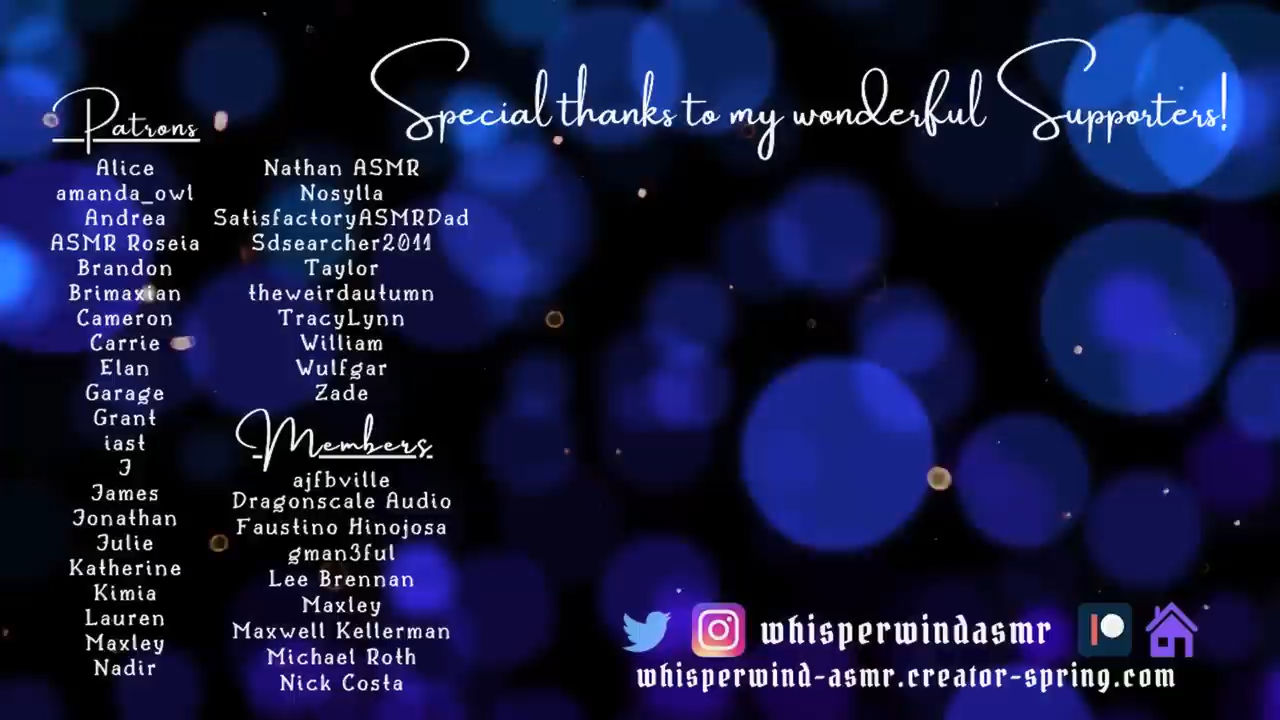 Special thanks to my wonderful Supporters!
Patrons
Alice
amanda_owl
Andrea
ASMR Roseia
Brandon
Brimaxian
Cameron
Carrie
Elan
Garage
Grant
iast
J
James
Jonathan
Julie
Katherine
Kimia
Lauren
Maxley
Nadir
Nathan ASMR
Nosylla
SatisfactoryASMRDad
Sdsearcher2011
Taylor
theweirdautumn
TracyLynn
William
Wulfgar
Zade
Members
ajfbville
Dragonscale Audio
Faustino Hinojosa
gman3ful
Lee Brennan
Maxley
Maxwell Kellerman
Michael Roth
Nick Costa
whisperwindasmr
whisperwind-asmr.creator-spring.com